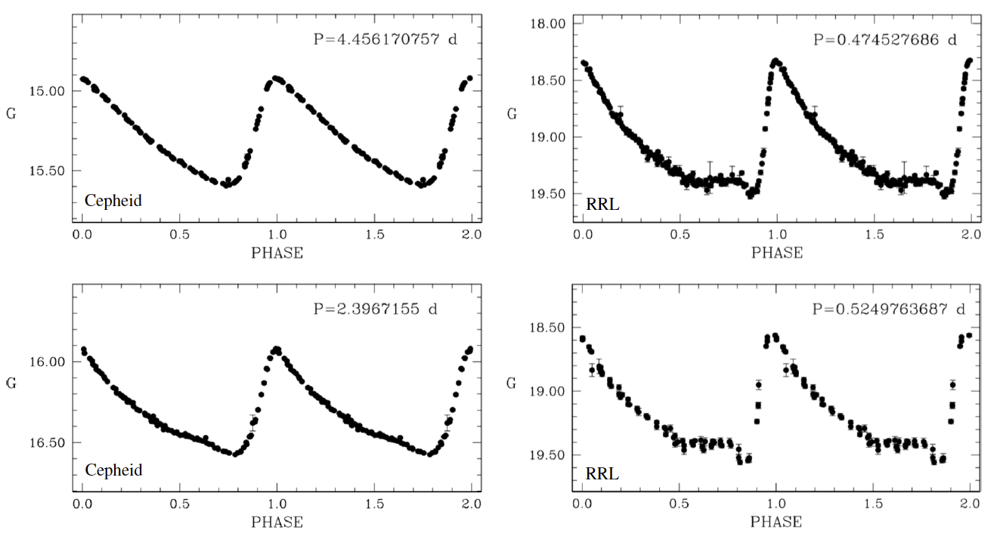 P=4.456170757 d
15.00
G
15.50
Cepheid
0.0 0.5 1.0 1.5 2.0
PHASE
18.00
P=0.474527686 d
18.50
G
19.00
19.50
RRL
0.0 0.5 1.0 1.5 2.0
PHASE
P=2.3967155 d
16.00
G
16.50
Cepheid
0.0 0.5 1.0 1.5 2.0
PHASE
P=0.5249763687 d
18.50
G
19.00
19.50
RRL
0.0 0.5 1.0 1.5 2.0
PHASE